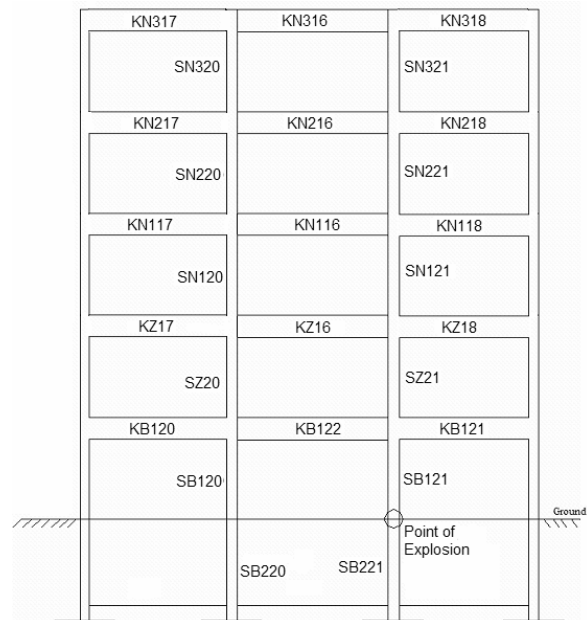 KN317 KN316 KN318
SN320 SN321
KN217 KN216 KN218
SN220 SN221
KN117 KN116 KN118
SN120 SN121
KZ17 KZ16 KZ18
SZ20 SZ21
KB120 KB122 KB121
SB120 SB121
Ground
Point of
Explosion
SB220 SB221